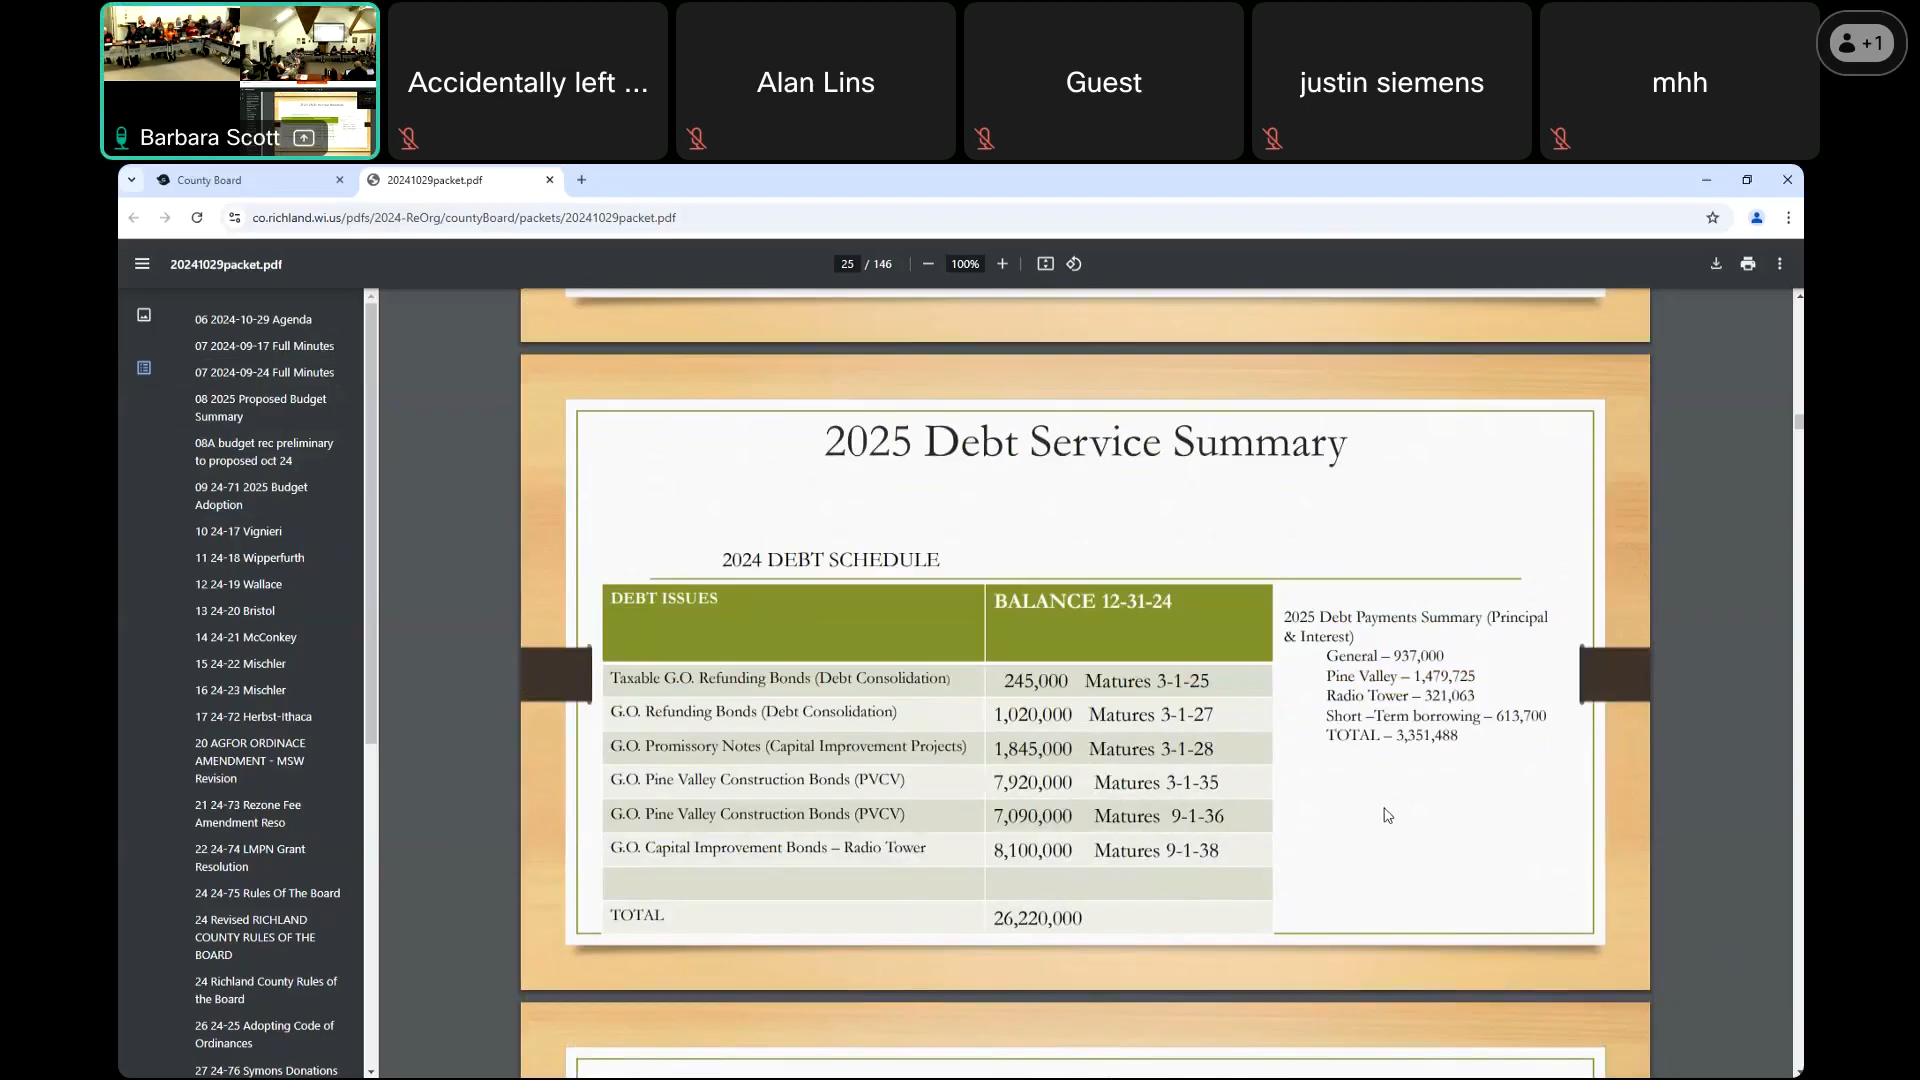 Barbara Scott
Accidentally left ...
Alan Lins
Guest
justin siemens
mhh
+1
County Board
20241029packet.pdf
co.richland.wi.us/pdfs/2024-ReOrg/countyBoard/packets/20241029packet.pdf
20241029packet.pdf
25 / 146
100%
06 2024-10-29 Agenda
07 2024-09-17 Full Minutes
07 2024-09-24 Full Minutes
08 2025 Proposed Budget
Summary
08A budget rec preliminary
to proposed oct 24
09 24-71 2025 Budget
Adoption
10 24-17 Vignieri
11 24-18 Wipperfurth
12 24-19 Wallace
13 24-20 Bristol
14 24-21 McConkey
15 24-22 Mischler
16 24-23 Mischler
17 24-72 Herbst-Ithaca
20 AGFOR ORDINACE
AMENDMENT - MSW
Revision
21 24-73 Rezone Fee
Amendment Reso
22 24-74 LMPN Grant
Resolution
24 24-75 Rules Of The Board
24 Revised RICHLAND
COUNTY RULES OF THE
BOARD
24 Richland County Rules of
the Board
26 24-25 Adopting Code of
Ordinances
27 24-76 Symons Donations
2025 Debt Service Summary
2024 DEBT SCHEDULE
DEBT ISSUES BALANCE 12-31-24
Taxable G.O. Refunding Bonds (Debt Consolidation) 245,000 Matures 3-1-25
G.O. Refunding Bonds (Debt Consolidation) 1,020,000 Matures 3-1-27
G.O. Promissory Notes (Capital Improvement Projects) 1,845,000 Matures 3-1-28
G.O. Pine Valley Construction Bonds (PVCV) 7,920,000 Matures 3-1-35
G.O. Pine Valley Construction Bonds (PVCV) 7,090,000 Matures 9-1-36
G.O. Capital Improvement Bonds – Radio Tower 8,100,000 Matures 9-1-38
TOTAL 26,220,000
2025 Debt Payments Summary (Principal
& Interest)
General – 937,000
Pine Valley – 1,479,725
Radio Tower – 321,063
Short –Term borrowing – 613,700
TOTAL – 3,351,488